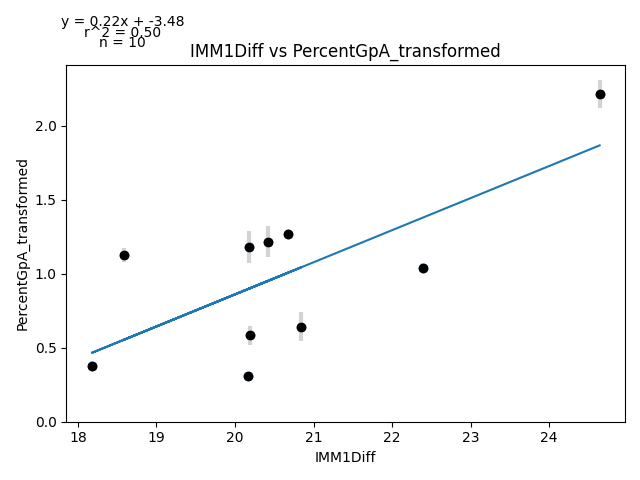 y = 0.22x + -3.48
r^2 = 0.50
n = 10
IMM1Diff vs PercentGpA_transformed
PercentGpA_transformed
2.0
1.5
1.0
0.5
0.0
18 19 20 21 22 23 24
IMM1Diff